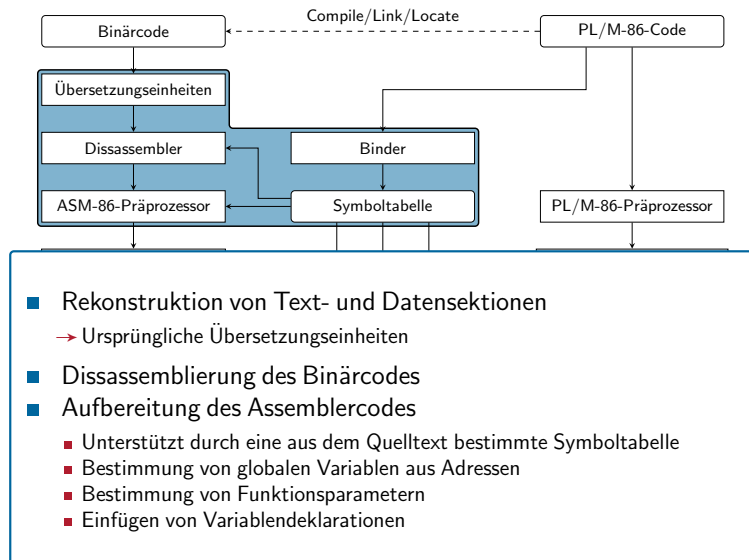 Compile/Link/Locate
Binärcode
PL/M-86-Code
Übersetzungseinheiten
Dissassembler
Binder
ASM-86-Präprozessor
Symboltabelle
PL/M-86-Präprozessor
Rekonstruktion von Text- und Datensektionen
→ Ursprüngliche Übersetzungseinheiten
Dissassemblierung des Binärcodes
Aufbereitung des Assemblercodes
Unterstützt durch eine aus dem Quelltext bestimmte Symboltabelle
Bestimmung von globalen Variablen aus Adressen
Bestimmung von Funktionsparametern
Einfügen von Variablendeklarationen